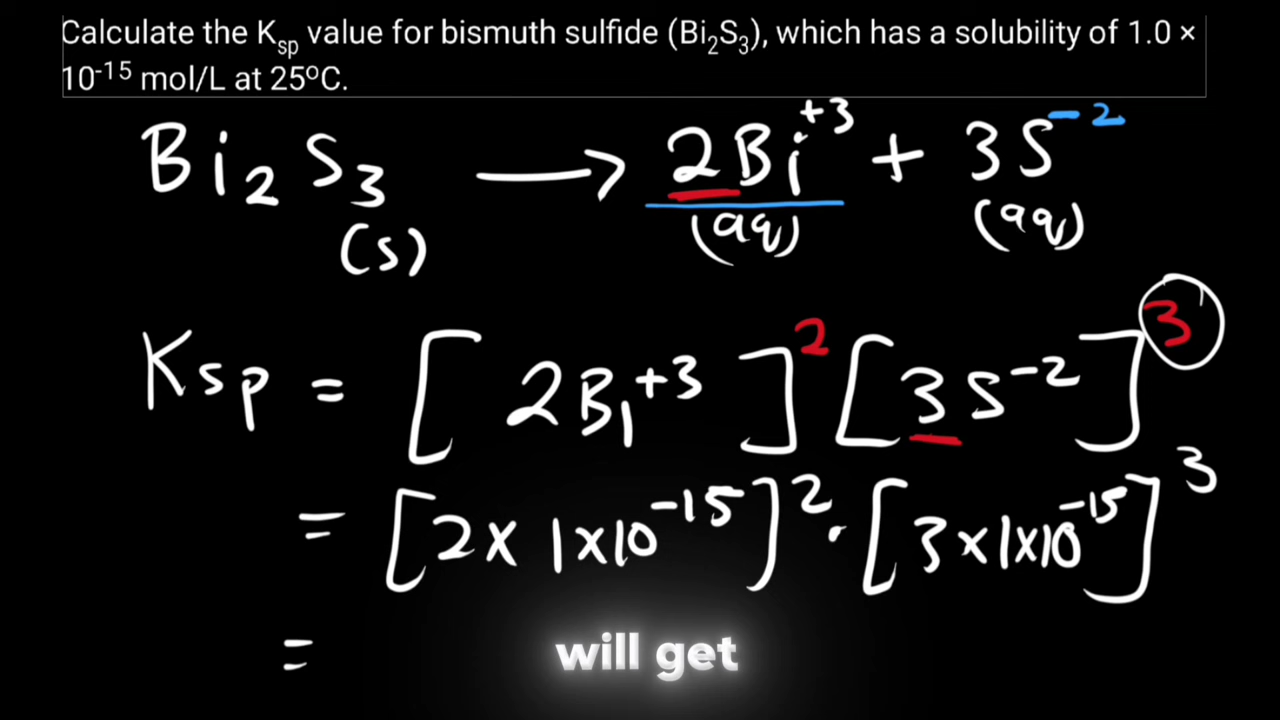 Calculate the Ksp value for bismuth sulfide (Bi₂S₃), which has a solubility of 1.0 ×
10⁻¹⁵ mol/L at 25°C.
Bi₂S₃ ⟶ 2Bi⁺³ + 3S⁻²
(s) (aq) (aq)
Ksp = [2Bi⁺³]² [3S⁻²]³
= [2×1×10⁻¹⁵]² · [3×1×10⁻¹⁵]³
=
will get